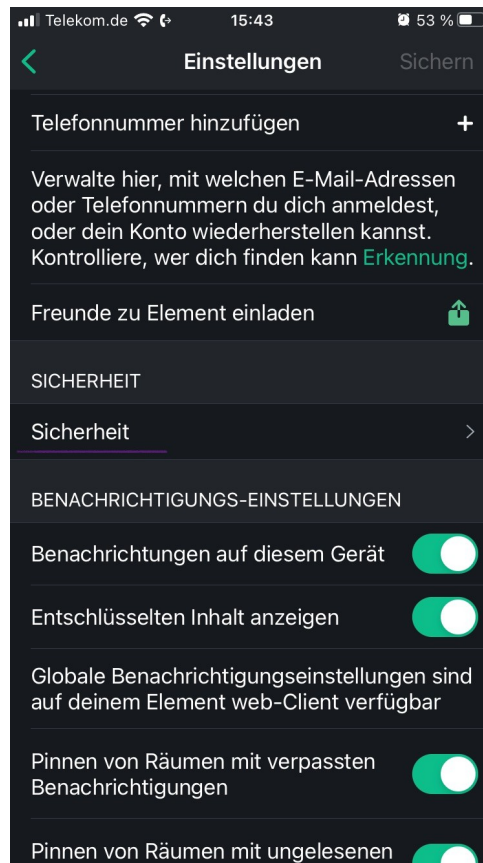 Telekom.de 15:43 53 %
Einstellungen Sichern
Telefonnummer hinzufügen +
Verwalte hier, mit welchen E-Mail-Adressen
oder Telefonnummern du dich anmeldest,
oder dein Konto wiederherstellen kannst.
Kontrolliere, wer dich finden kann Erkennung.
Freunde zu Element einladen
SICHERHEIT
Sicherheit
BENACHRICHTIGUNGS-EINSTELLUNGEN
Benachrichtungen auf diesem Gerät
Entschlüsselten Inhalt anzeigen
Globale Benachrichtigungseinstellungen sind
auf deinem Element web-Client verfügbar
Pinnen von Räumen mit verpassten
Benachrichtigungen
Pinnen von Räumen mit ungelesenen